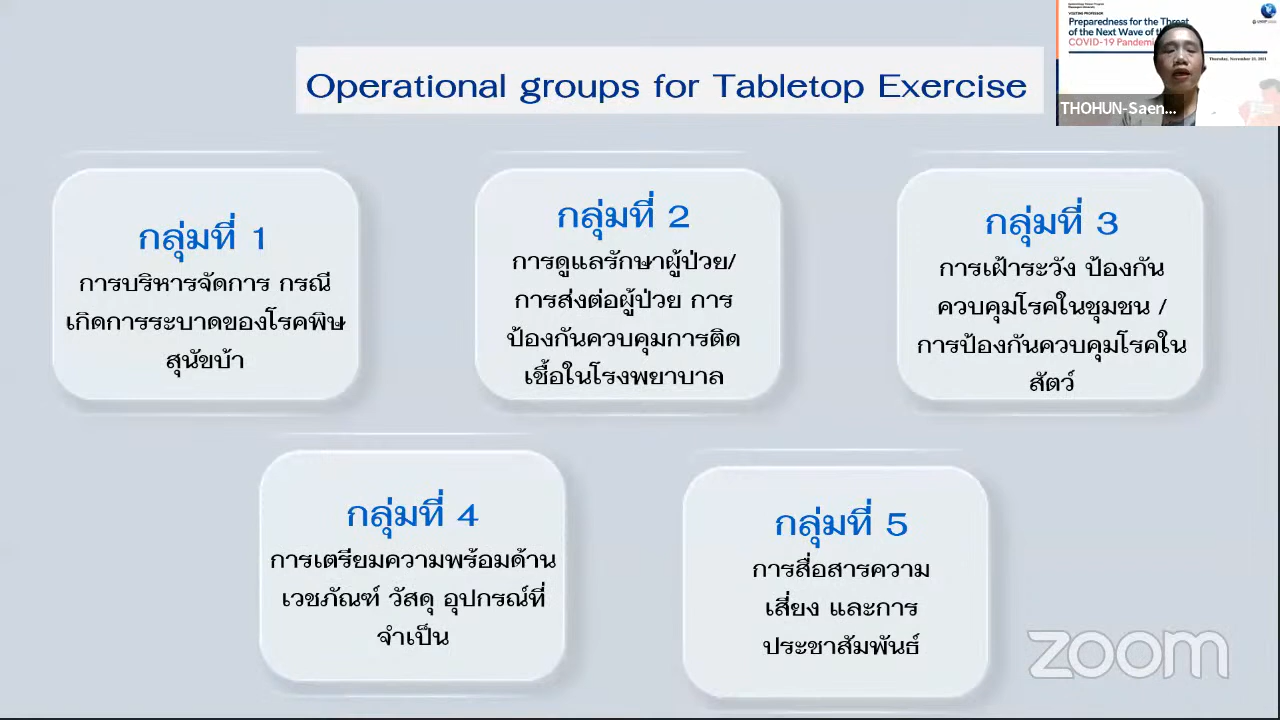 Operational groups for Tabletop Exercise
Preparedness for the Threat
of the Next Wave of th
COVID-19 Pandemi
Thursday, November 25, 2021
THOHUN-Saen...
กลุ่มที่ 1
การบริหารจัดการ กรณี
เกิดการระบาดของโรคพิษ
สุนัขบ้า
กลุ่มที่ 2
การดูแลรักษาผู้ป่วย/
การส่งต่อผู้ป่วย การ
ป้องกันควบคุมการติด
เชื้อในโรงพยาบาล
กลุ่มที่ 3
การเฝ้าระวัง ป้องกัน
ควบคุมโรคในชุมชน /
การป้องกันควบคุมโรคใน
สัตว์
กลุ่มที่ 4
การเตรียมความพร้อมด้าน
เวชภัณฑ์ วัสดุ อุปกรณ์ที่
จำเป็น
กลุ่มที่ 5
การสื่อสารความ
เสี่ยง และการ
ประชาสัมพันธ์
zoom